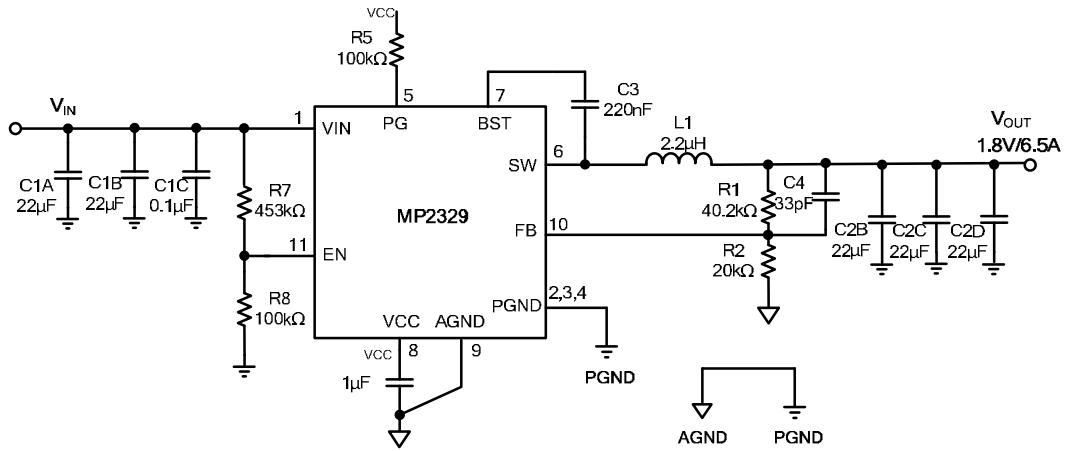 VCC
R5
100kΩ
5
7
C3
220nF
VIN
1
VIN
PG
BST
6
SW
L1
2.2µH
VOUT
1.8V/6.5A
C1A
22µF
C1B
22µF
C1C
0.1µF
R7
453kΩ
MP2329
R1
40.2kΩ
C4
33pF
C2B
22µF
C2C
22µF
C2D
22µF
FB
10
11
EN
R2
20kΩ
R8
100kΩ
PGND
2,3,4
VCC
AGND
VCC
8
9
1µF
PGND
AGND
PGND